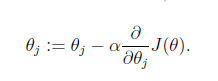 θ_j := θ_j − α ∂/∂θ_j J(θ).